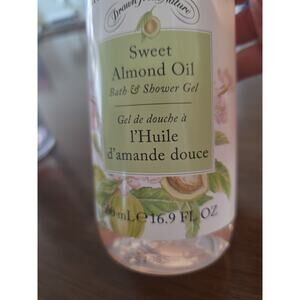 Drawn from Nature
Sweet
Almond Oil
Bath & Shower Gel
Gel de douche à
l'Huile
d'amande douce
mL e 16.9 FL OZ